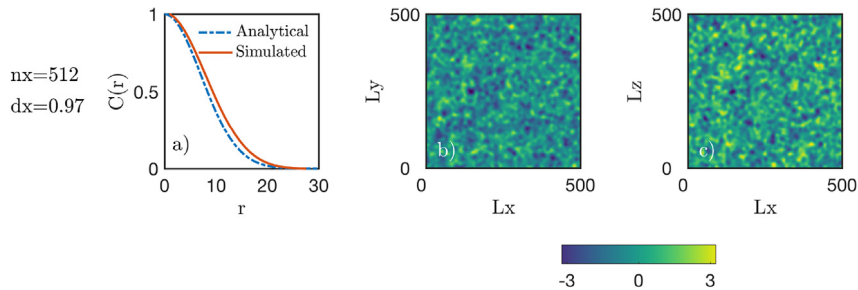 nx=512
dx=0.97
1
0.5
0
C(r)
Analytical
Simulated
a)
0
10
20
30
r
500
Ly
0
b)
0
500
Lx
500
Lz
0
c)
0
500
Lx
-3
0
3